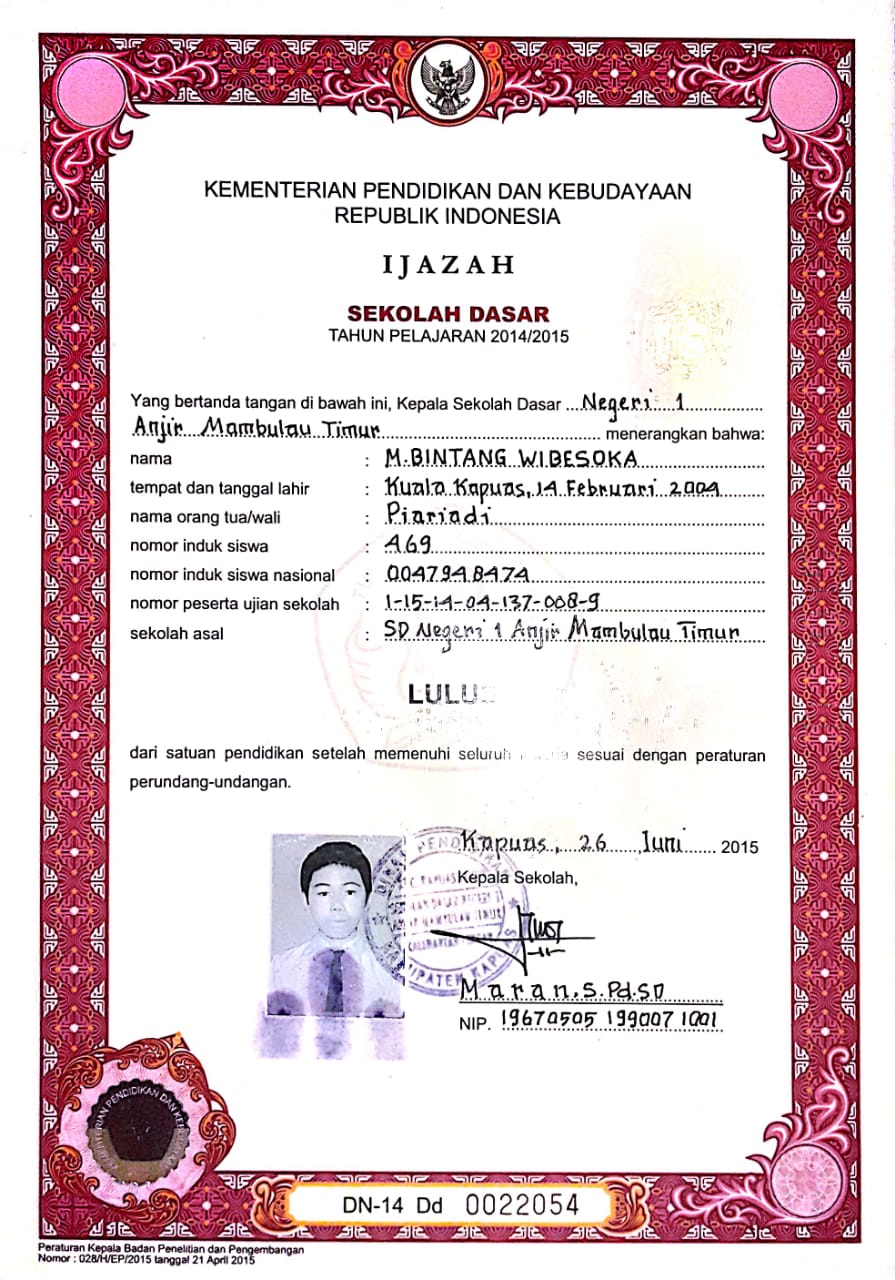 KEMENTERIAN PENDIDIKAN DAN KEBUDAYAAN
REPUBLIK INDONESIA
IJAZAH
SEKOLAH DASAR
TAHUN PELAJARAN 2014/2015
Yang bertanda tangan di bawah ini, Kepala Sekolah Dasar Negeri 1
Anjir Mambulau Timur menerangkan bahwa:
nama : M.BINTANG WIBESOKA
tempat dan tanggal lahir : Kuala Kapuas, 14 Februari 2004
nama orang tua/wali : Piariadi
nomor induk siswa : 469
nomor induk siswa nasional : 0047948474
nomor peserta ujian sekolah : 1-15-14-04-137-008-9
sekolah asal : SD Negeri 1 Anjir Mambulau Timur
LULUS
dari satuan pendidikan setelah memenuhi seluruh sesuai dengan peraturan
perundang-undangan.
Kapuas, 26 Juni 2015
Kepala Sekolah,
Maran, S.Pd.SD
NIP. 19670505 199007 1001
DN-14 Dd 0022054
Peraturan Kepala Badan Penelitian dan Pengembangan
Nomor : 028/H/EP/2015 tanggal 21 April 2015